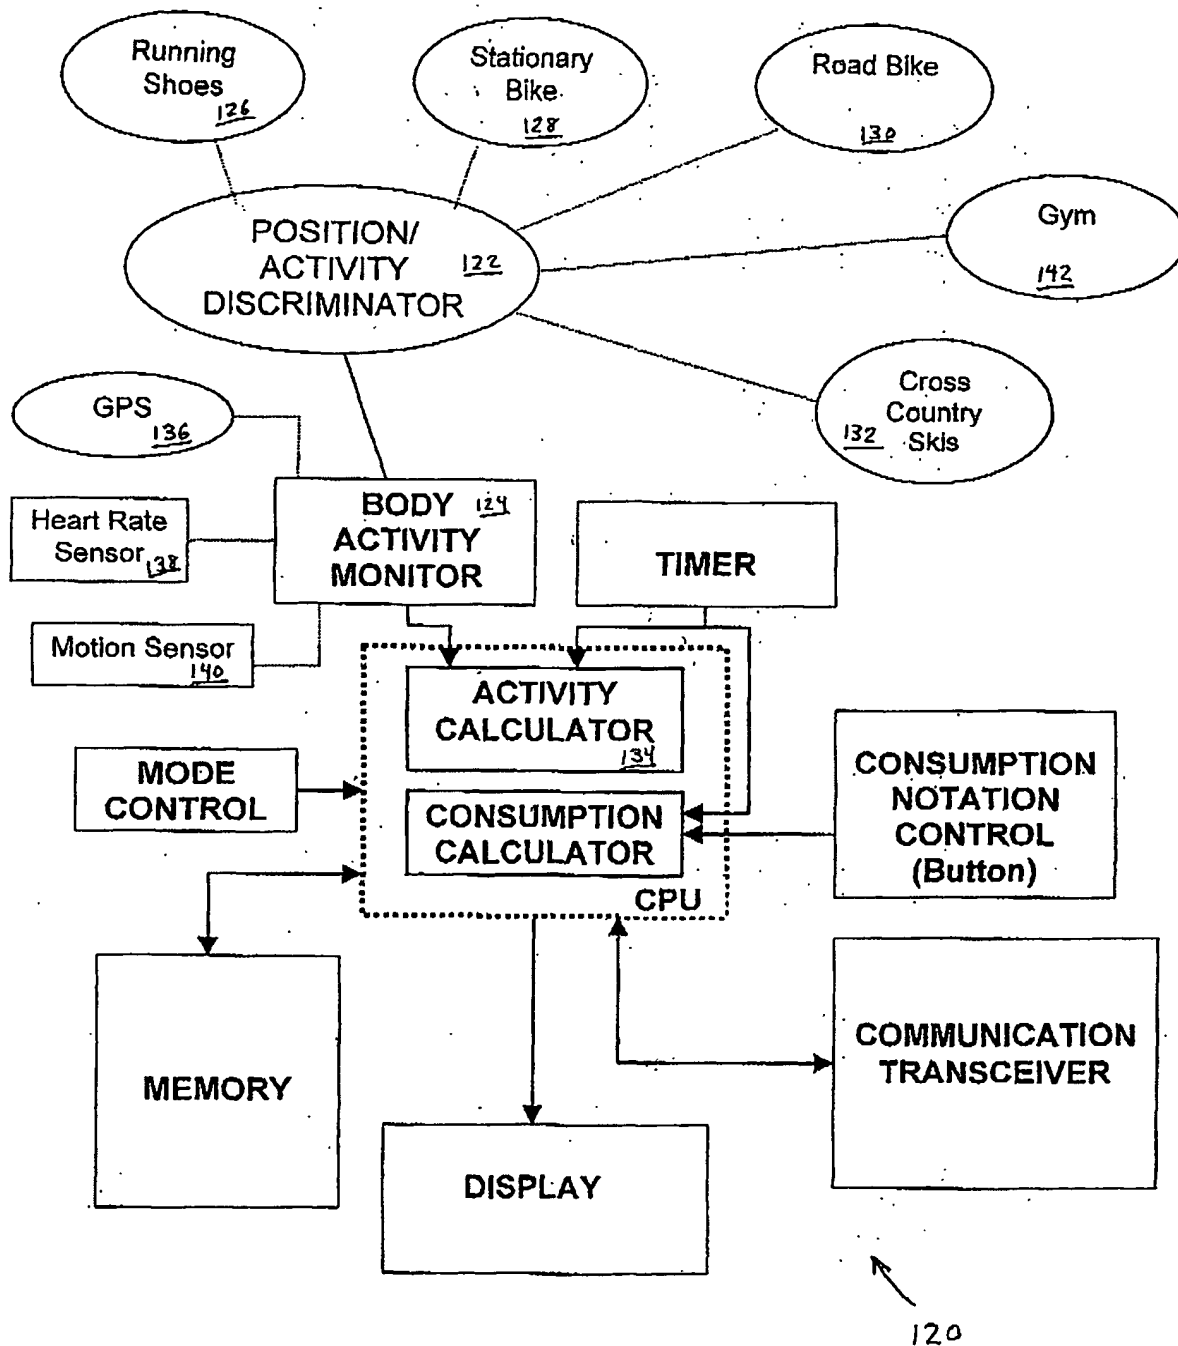 Running
Shoes
126
Stationary
Bike
128
Road Bike
130
Gym
142
POSITION/
ACTIVITY
DISCRIMINATOR
122
Cross
Country
Skis
132
GPS
136
Heart Rate
Sensor
138
Motion Sensor
140
BODY
ACTIVITY
MONITOR
124
TIMER
ACTIVITY
CALCULATOR
134
MODE
CONTROL
CONSUMPTION
CALCULATOR
CPU
CONSUMPTION
NOTATION
CONTROL
(Button)
MEMORY
DISPLAY
COMMUNICATION
TRANSCEIVER
120